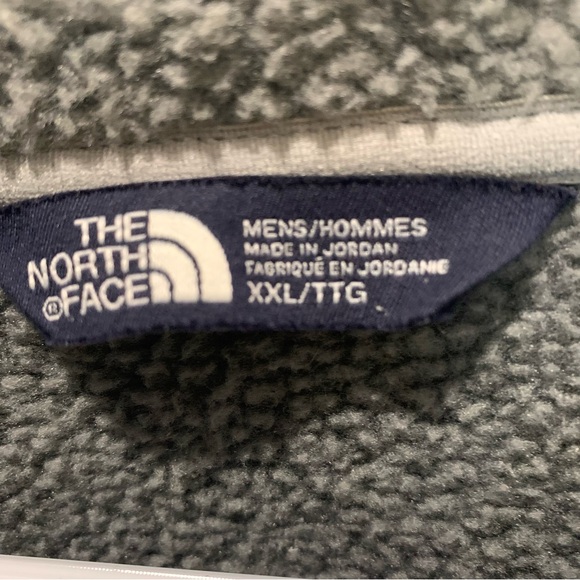 THE
NORTH
®FACE
MENS/HOMMES
MADE IN JORDAN
FABRIQUÉ EN JORDANIE
XXL/TTG